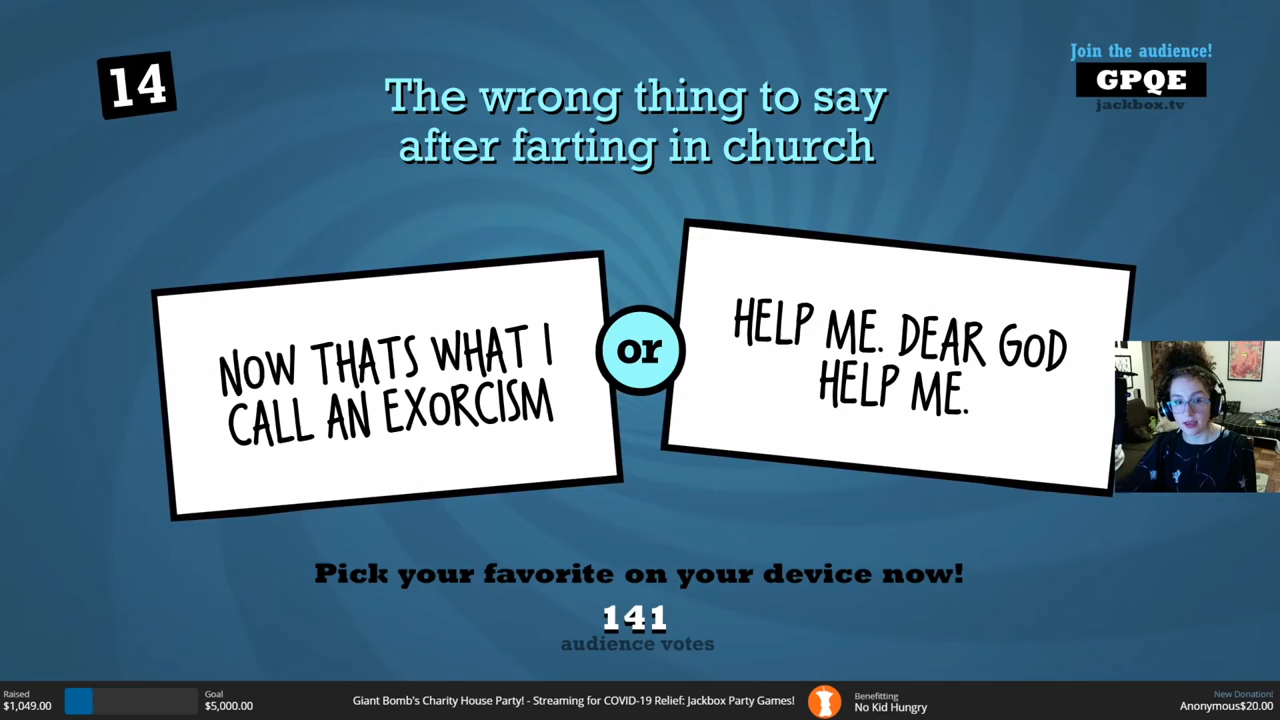 14
The wrong thing to say
after farting in church
Join the audience!
GPQE
jackbox.tv
NOW THATS WHAT I
CALL AN EXORCISM
or
HELP ME. DEAR GOD
HELP ME.
Pick your favorite on your device now!
141
audience votes
Raised
$1,049.00
Goal
$5,000.00
Giant Bomb's Charity House Party! - Streaming for COVID-19 Relief: Jackbox Party Games!
Benefitting
No Kid Hungry
New Donation!
Anonymous$20.00